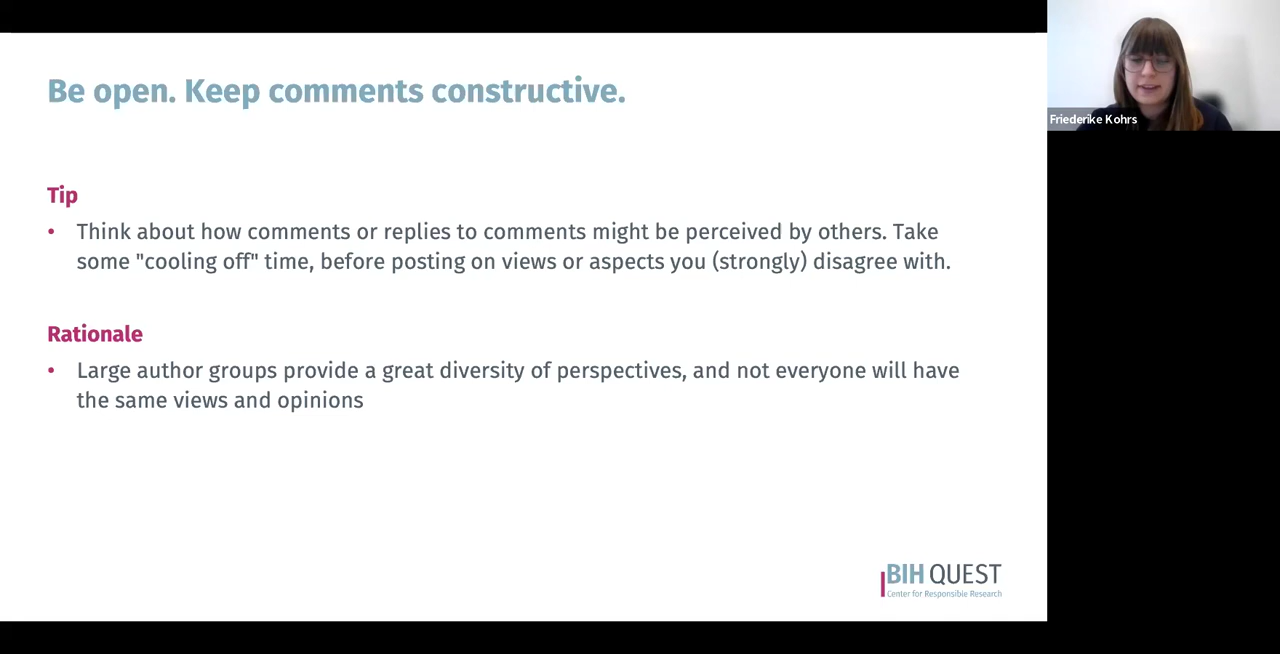 Be open. Keep comments constructive.
Friederike Kohrs
Tip
• Think about how comments or replies to comments might be perceived by others. Take
some "cooling off" time, before posting on views or aspects you (strongly) disagree with.
Rationale
• Large author groups provide a great diversity of perspectives, and not everyone will have
the same views and opinions
BIH QUEST
Center for Responsible Research